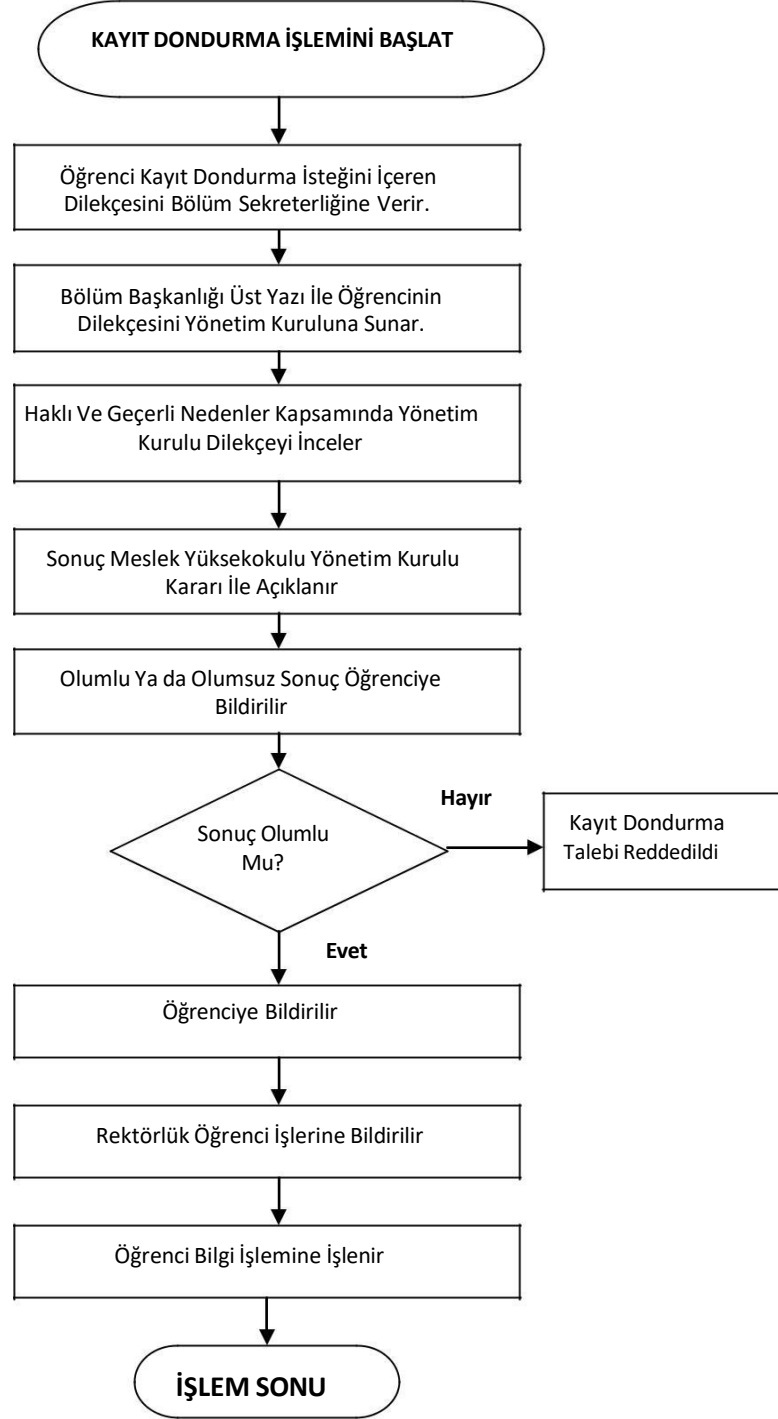 KAYIT DONDURMA İŞLEMİNİ BAŞLAT
Öğrenci Kayıt Dondurma İsteğini İçeren
Dilekçesini Bölüm Sekreterliğine Verir.
Bölüm Başkanlığı Üst Yazı İle Öğrencinin
Dilekçesini Yönetim Kuruluna Sunar.
Haklı Ve Geçerli Nedenler Kapsamında Yönetim
Kurulu Dilekçeyi İnceler
Sonuç Meslek Yüksekokulu Yönetim Kurulu
Kararı İle Açıklanır
Olumlu Ya da Olumsuz Sonuç Öğrenciye
Bildirilir
Sonuç Olumlu
Mu?
Hayır
Kayıt Dondurma
Talebi Reddedildi
Evet
Öğrenciye Bildirilir
Rektörlük Öğrenci İşlerine Bildirilir
Öğrenci Bilgi İşlemine İşlenir
İŞLEM SONU